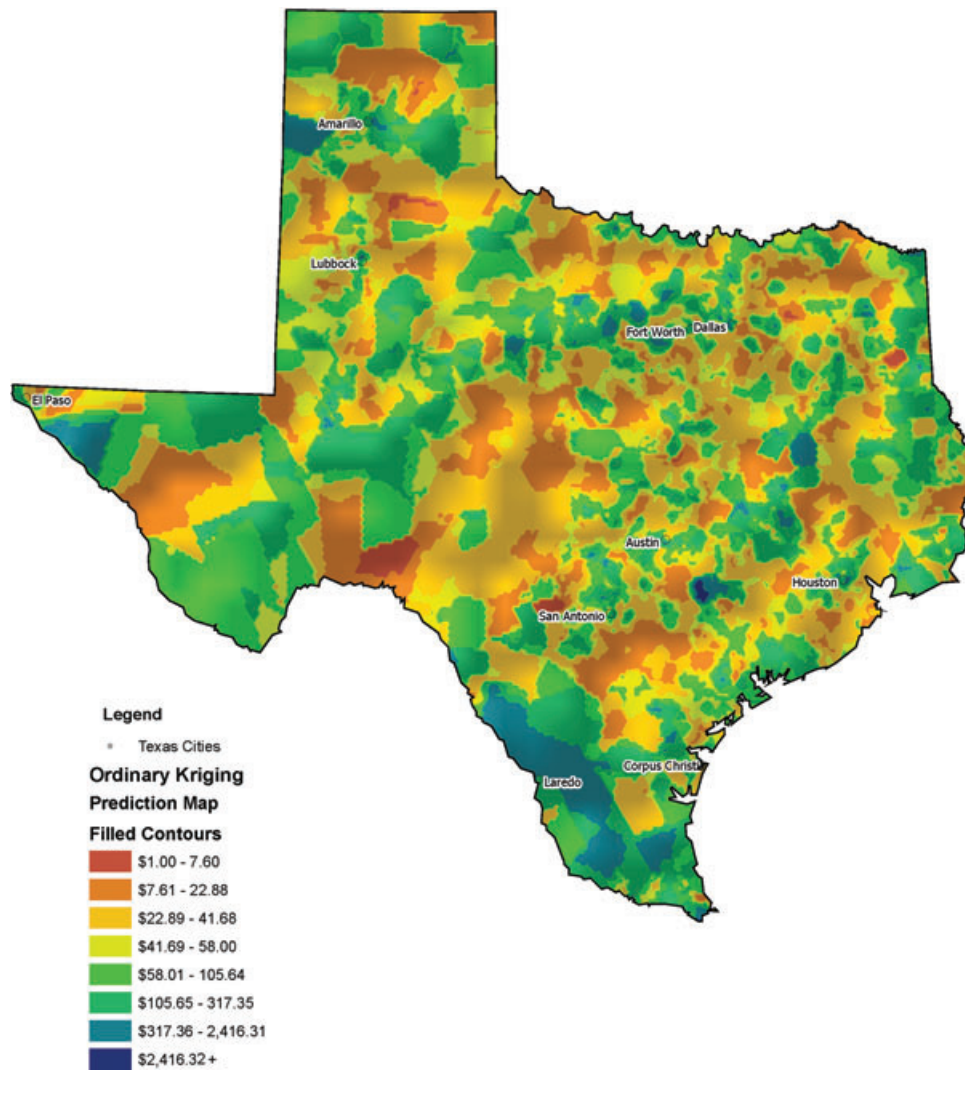 Amarillo
Lubbock
Fort Worth
Dallas
El Paso
Austin
Houston
San Antonio
Legend
Texas Cities
Corpus Christi
Ordinary Kriging
Laredo
Prediction Map
Filled Contours
$1.00 - 7.60
$7.61 - 22.88
$22.89 - 41.68
$41.69 - 58.00
$58.01 - 105.64
$105.65 - 317.35
$317.36 - 2,416.31
$2,416.32 +